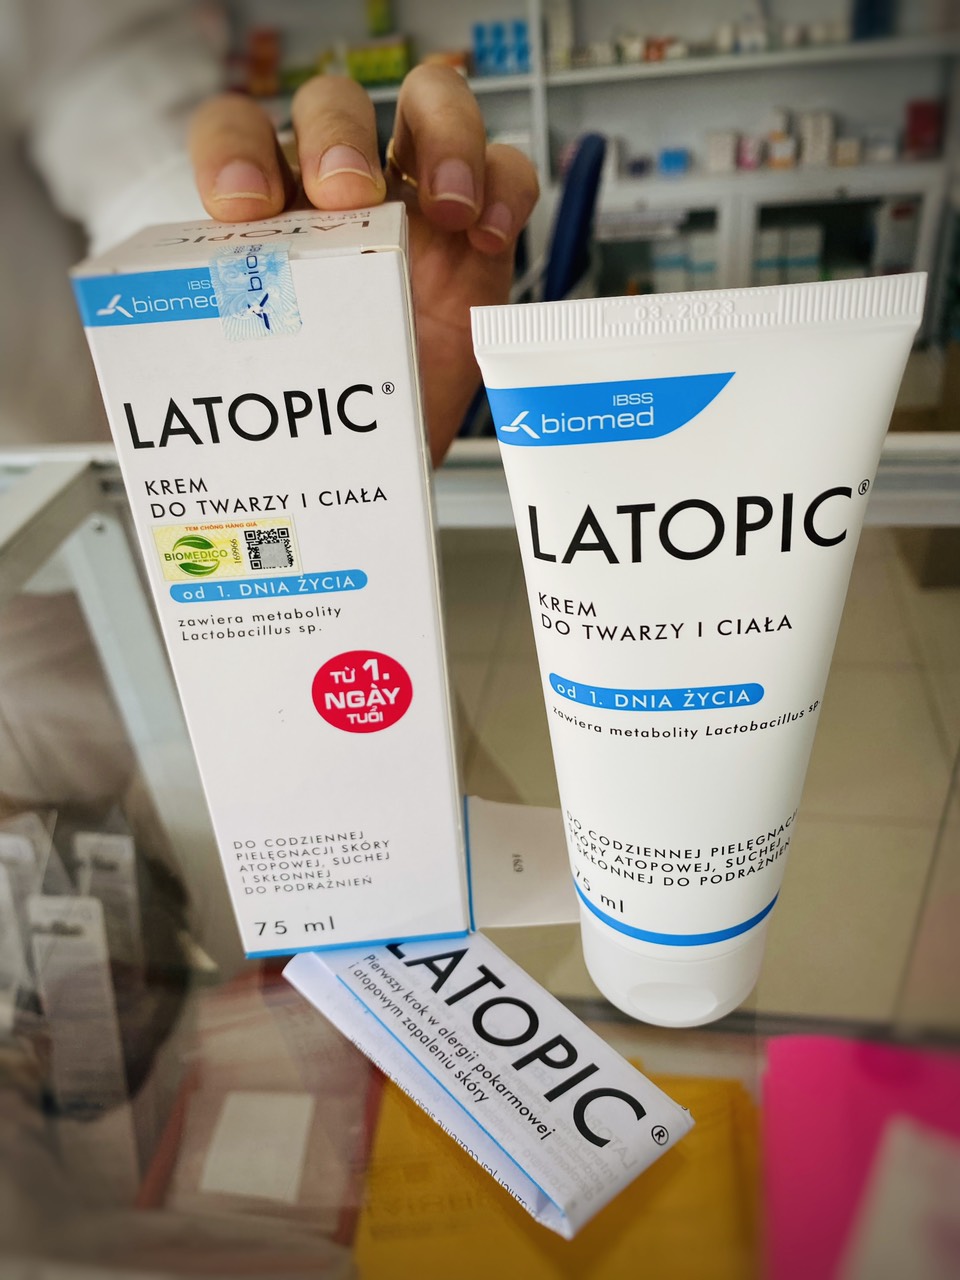 LATOPIC
IBSS
biomed
bio
LATOPIC®
KREM
DO TWARZY I CIAŁA
TEM CHỐNG HÀNG GIẢ
BIOMEDICO
169966
od 1. DNIA ŻYCIA
zawiera metabolity
Lactobacillus sp.
TỪ 1.
NGÀY
TUỔI
DO CODZIENNEJ
PIELĘGNACJI SKÓRY
ATOPOWEJ, SUCHEJ
I SKŁONNEJ
DO PODRAŻNIEŃ
75 ml
03.2023
IBSS
biomed
LATOPIC®
KREM
DO TWARZY I CIAŁA
od 1. DNIA ŻYCIA
zawiera metabolity Lactobacillus sp.
DO CODZIENNEJ PIELĘGNACJI
SKÓRY ATOPOWEJ, SUCHEJ
I SKŁONNEJ DO PODRAŻNIEŃ
75 ml
LATOPIC®
Pierwszy krok w alergii pokarmowej
i atopowym zapaleniu skóry